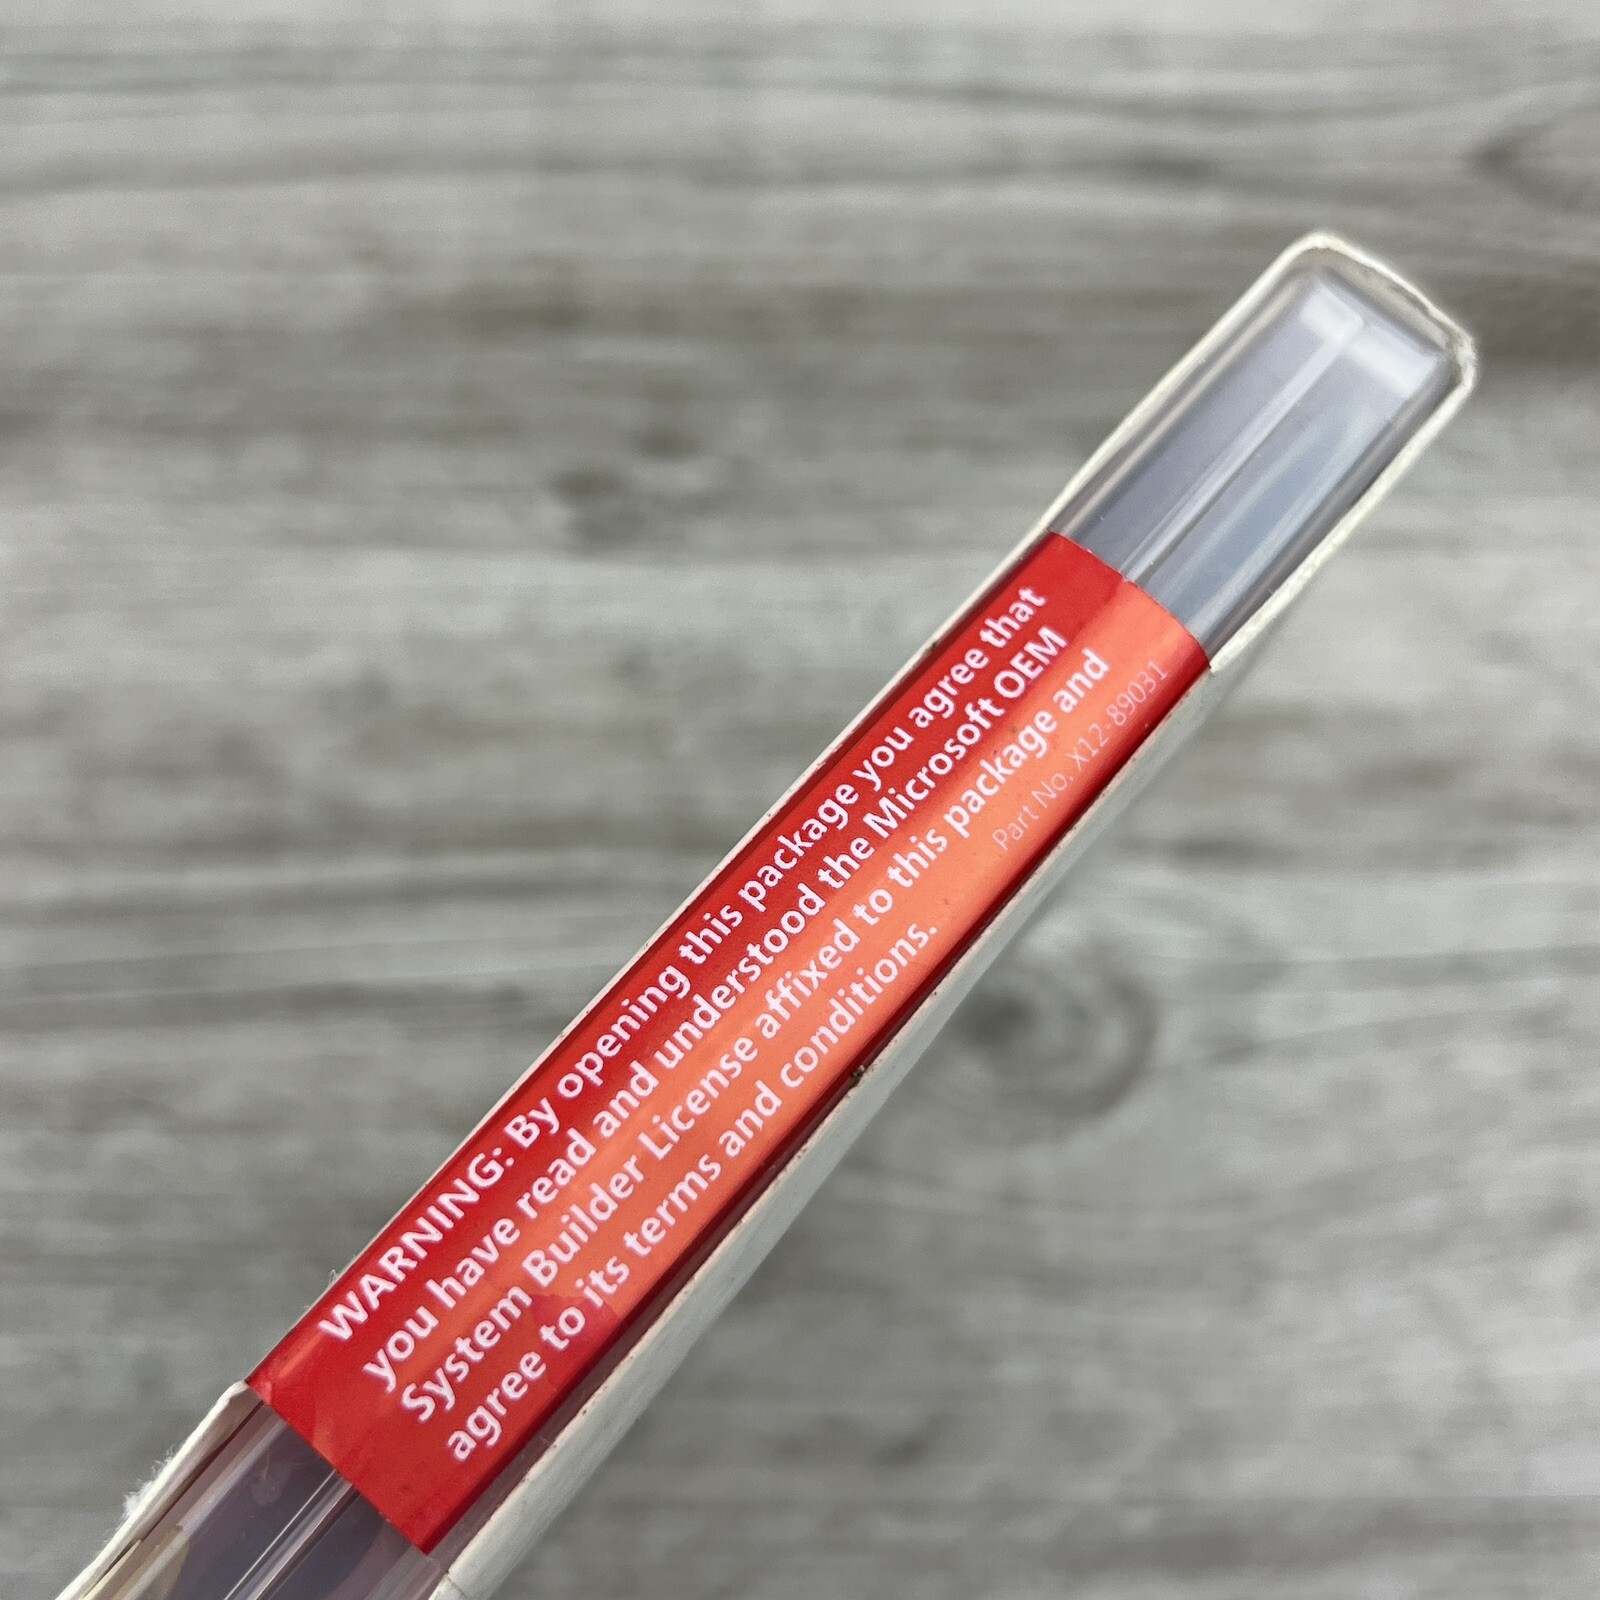 WARNING: By opening this package you agree that
you have read and understood the Microsoft OEM
System Builder License affixed to this package and
agree to its terms and conditions.
Part No. X12-89031